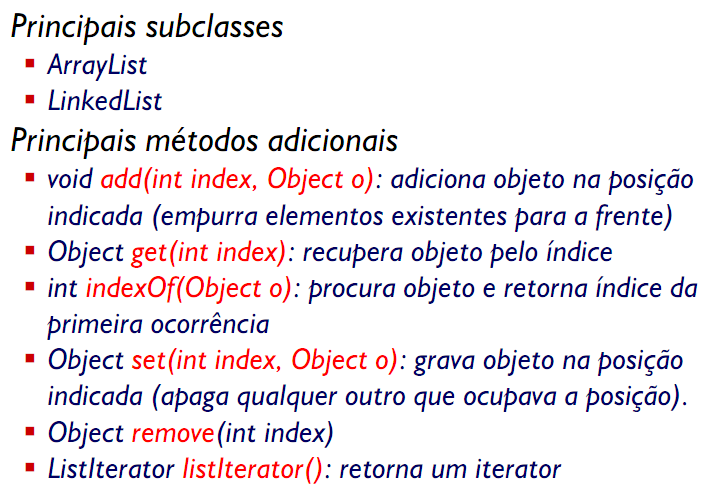 Principais subclasses
▪ ArrayList
▪ LinkedList
Principais métodos adicionais
▪ void add(int index, Object o): adiciona objeto na posição
indicada (empurra elementos existentes para a frente)
▪ Object get(int index): recupera objeto pelo índice
▪ int indexOf(Object o): procura objeto e retorna índice da
primeira ocorrência
▪ Object set(int index, Object o): grava objeto na posição
indicada (apaga qualquer outro que ocupava a posição).
▪ Object remove(int index)
▪ ListIterator listIterator(): retorna um iterator